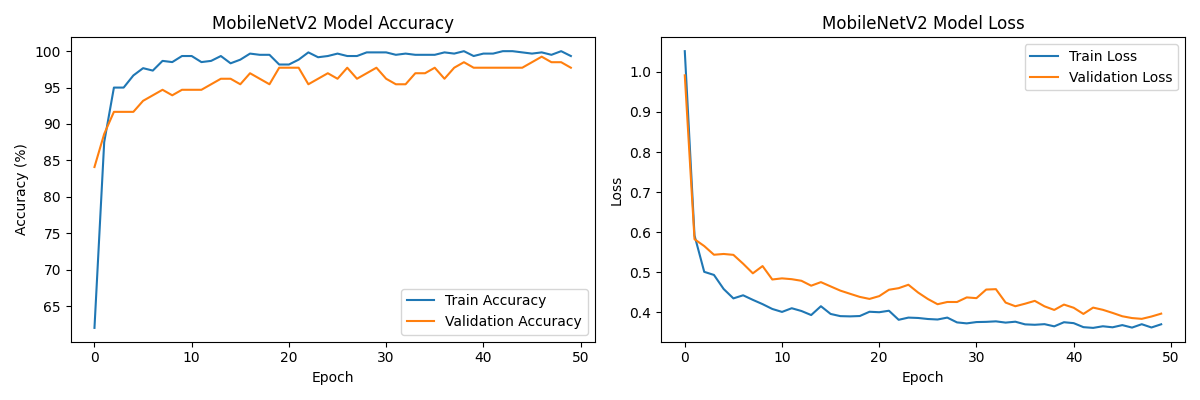 MobileNetV2 Model Accuracy
Accuracy (%)
100
95
90
85
80
75
70
65
Train Accuracy
Validation Accuracy
0 10 20 30 40 50
Epoch
MobileNetV2 Model Loss
Loss
1.0
0.9
0.8
0.7
0.6
0.5
0.4
Train Loss
Validation Loss
0 10 20 30 40 50
Epoch